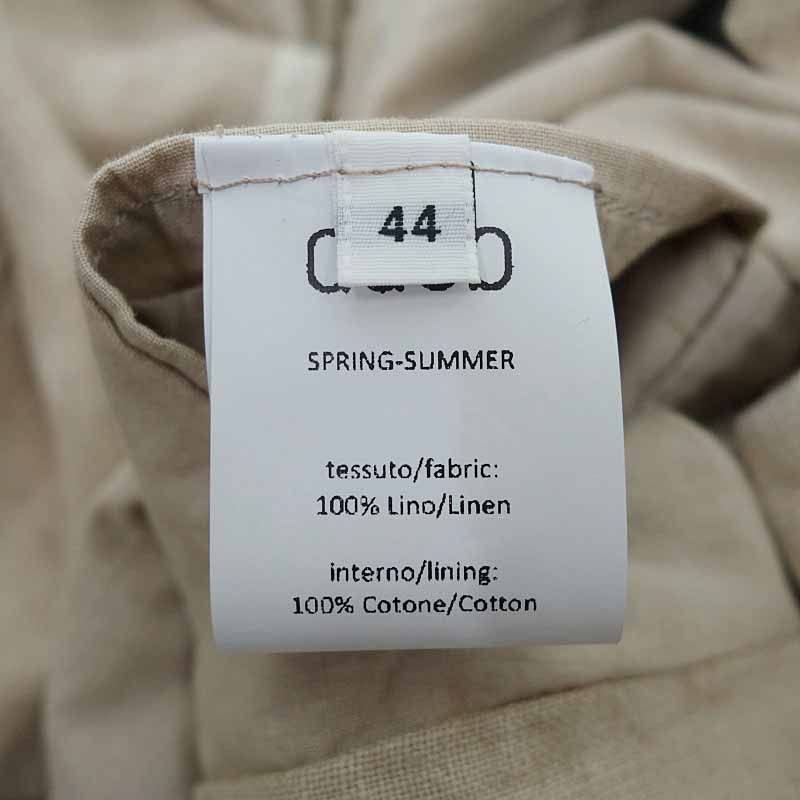 44
SPRING-SUMMER
tessuto/fabric:
100% Lino/Linen
interno/lining:
100% Cotone/Cotton